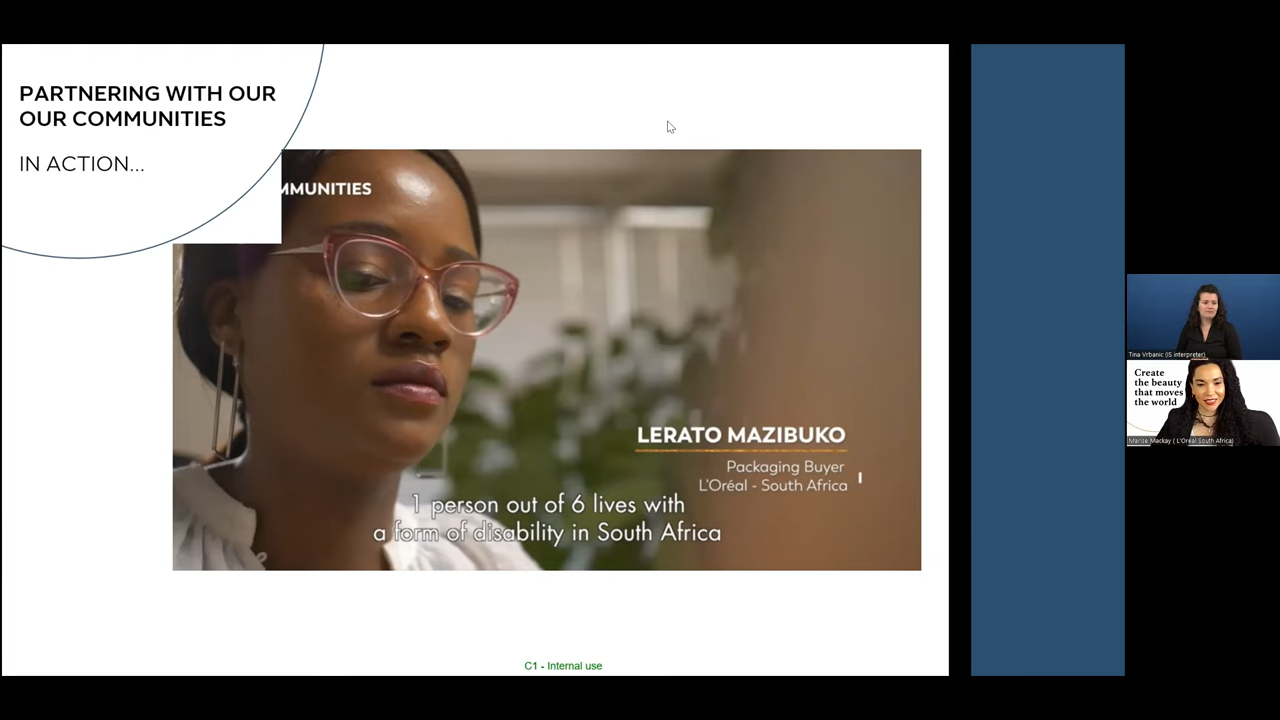 PARTNERING WITH OUR
OUR COMMUNITIES
IN ACTION...
MMUNITIES
LERATO MAZIBUKO
Packaging Buyer
L'Oréal - South Africa
1 person out of 6 lives with
a form of disability in South Africa
C1 - Internal use
Tina Vrbanic (IS interpreter)
Create
the beauty
that moves
the world
Marise Mackay ( L'Oréal South Africa)